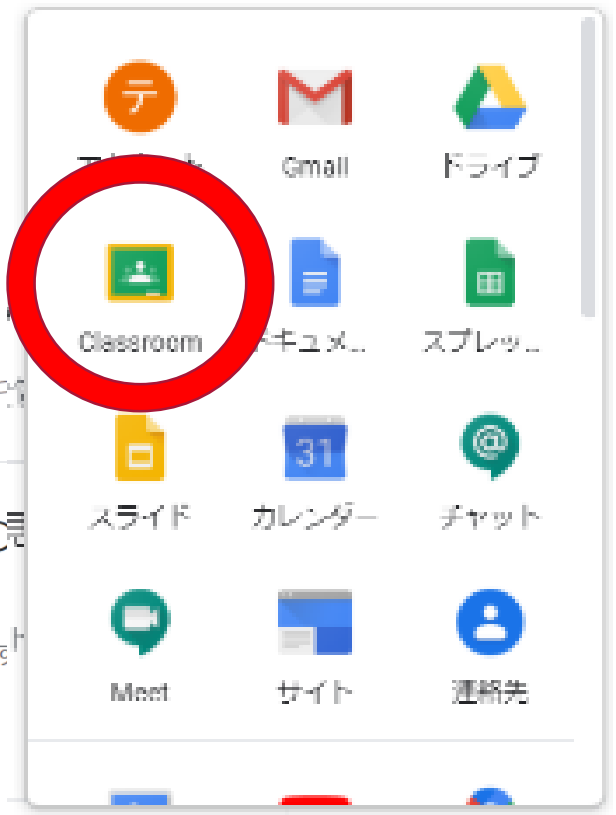 テ
Gmail
ドライブ
Classroom
ドキュメ...
スプレッ...
31
@
スライド
カレンダー
チャット
Meet
サイト
連絡先